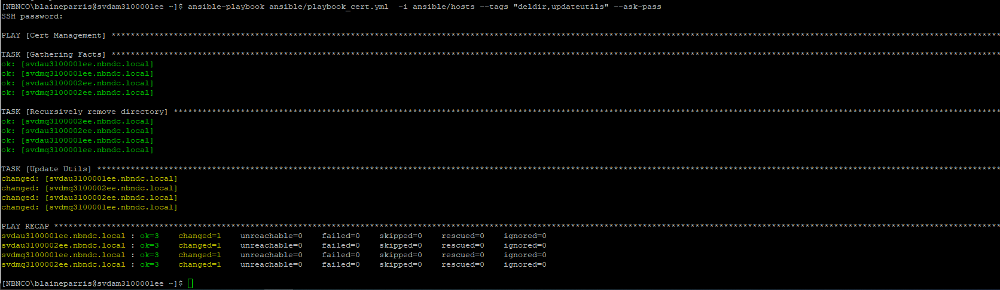 [NBNCO\blaineparris@svdam3100001ee ~]$ ansible-playbook ansible/playbook_cert.yml  -i ansible/hosts --tags "deldir,updateutils" --ask-pass
SSH password:
PLAY [Cert Management] ******************************************************************************************************************************************************************************************
TASK [Gathering Facts] ******************************************************************************************************************************************************************************************
ok: [svdau3100001ee.nbndc.local]
ok: [svdmq3100001ee.nbndc.local]
ok: [svdau3100002ee.nbndc.local]
ok: [svdmq3100002ee.nbndc.local]
TASK [Recursively remove directory] *****************************************************************************************************************************************************************************
ok: [svdmq3100002ee.nbndc.local]
ok: [svdau3100002ee.nbndc.local]
ok: [svdau3100001ee.nbndc.local]
ok: [svdmq3100001ee.nbndc.local]
TASK [Update Utils] *********************************************************************************************************************************************************************************************
changed: [svdau3100001ee.nbndc.local]
changed: [svdmq3100002ee.nbndc.local]
changed: [svdau3100002ee.nbndc.local]
changed: [svdmq3100001ee.nbndc.local]
PLAY RECAP ******************************************************************************************************************************************************************************************************
svdau3100001ee.nbndc.local : ok=3    changed=1    unreachable=0    failed=0    skipped=0    rescued=0    ignored=0
svdau3100002ee.nbndc.local : ok=3    changed=1    unreachable=0    failed=0    skipped=0    rescued=0    ignored=0
svdmq3100001ee.nbndc.local : ok=3    changed=1    unreachable=0    failed=0    skipped=0    rescued=0    ignored=0
svdmq3100002ee.nbndc.local : ok=3    changed=1    unreachable=0    failed=0    skipped=0    rescued=0    ignored=0
[NBNCO\blaineparris@svdam3100001ee ~]$